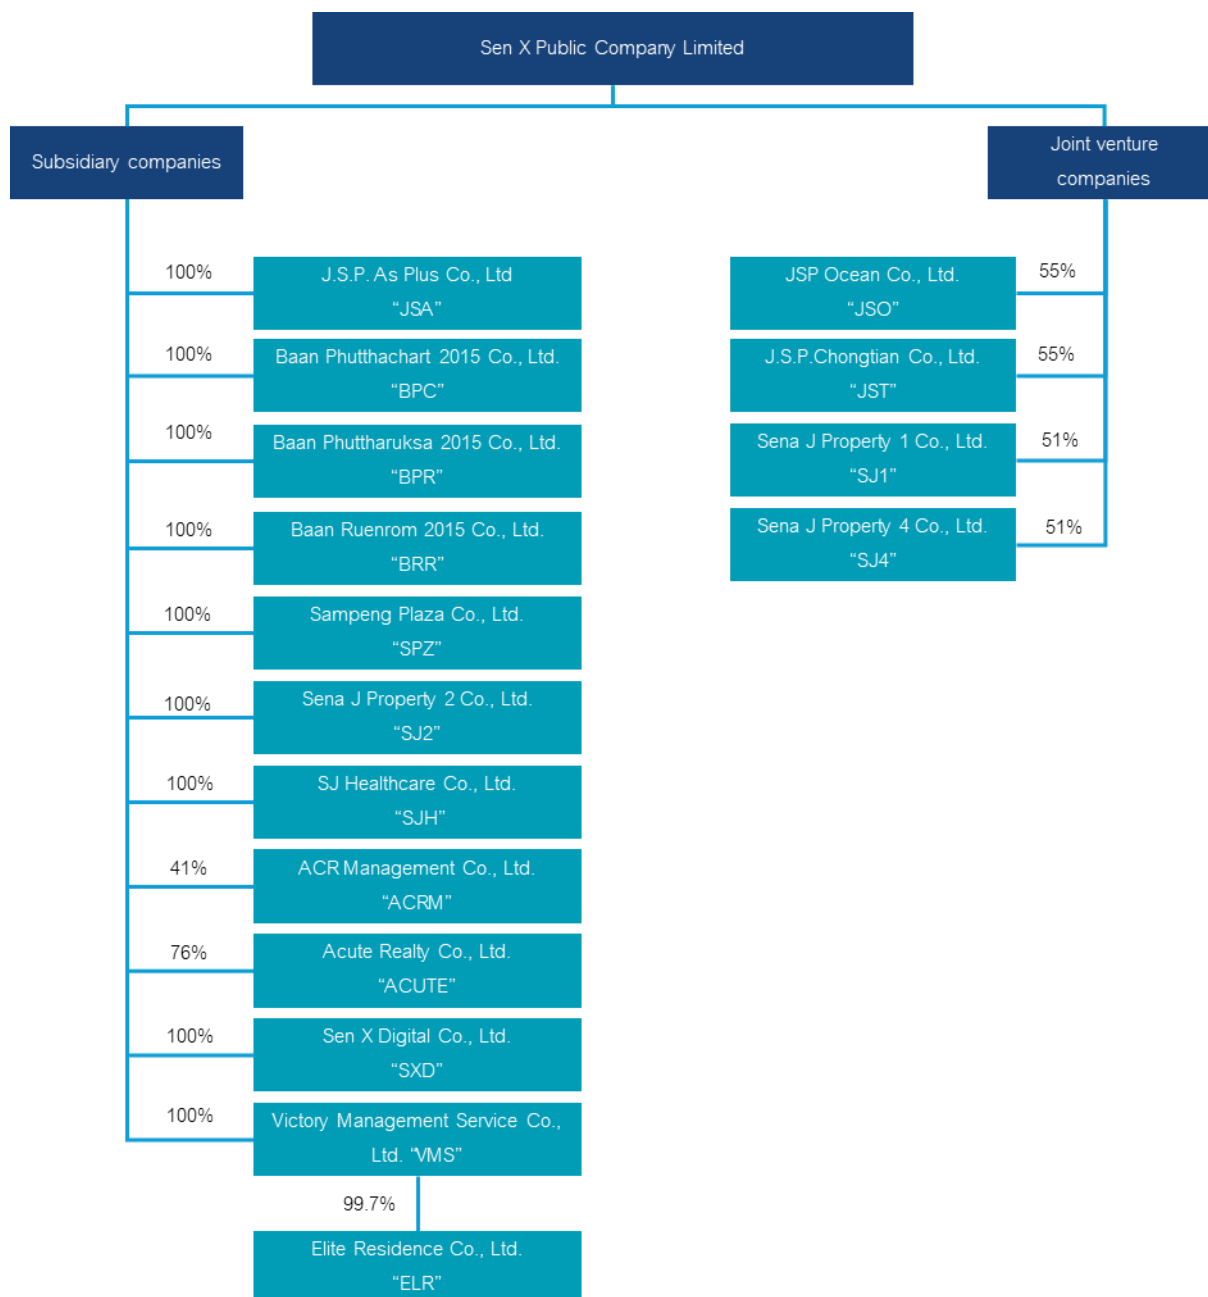 Sen X Public Company Limited
Subsidiary companies
Joint venture
companies
100%
J.S.P. As Plus Co., Ltd
“JSA”
100%
Baan Phutthachart 2015 Co., Ltd.
“BPC”
100%
Baan Phuttharuksa 2015 Co., Ltd.
“BPR”
100%
Baan Ruenrom 2015 Co., Ltd.
“BRR”
100%
Sampeng Plaza Co., Ltd.
“SPZ”
100%
Sena J Property 2 Co., Ltd.
“SJ2”
100%
SJ Healthcare Co., Ltd.
“SJH”
41%
ACR Management Co., Ltd.
“ACRM”
76%
Acute Realty Co., Ltd.
“ACUTE”
100%
Sen X Digital Co., Ltd.
“SXD”
100%
Victory Management Service Co.,
Ltd. “VMS”
99.7%
Elite Residence Co., Ltd.
“ELR”
JSP Ocean Co., Ltd.
“JSO”
55%
J.S.P.Chongtian Co., Ltd.
“JST”
55%
Sena J Property 1 Co., Ltd.
“SJ1”
51%
Sena J Property 4 Co., Ltd.
“SJ4”
51%